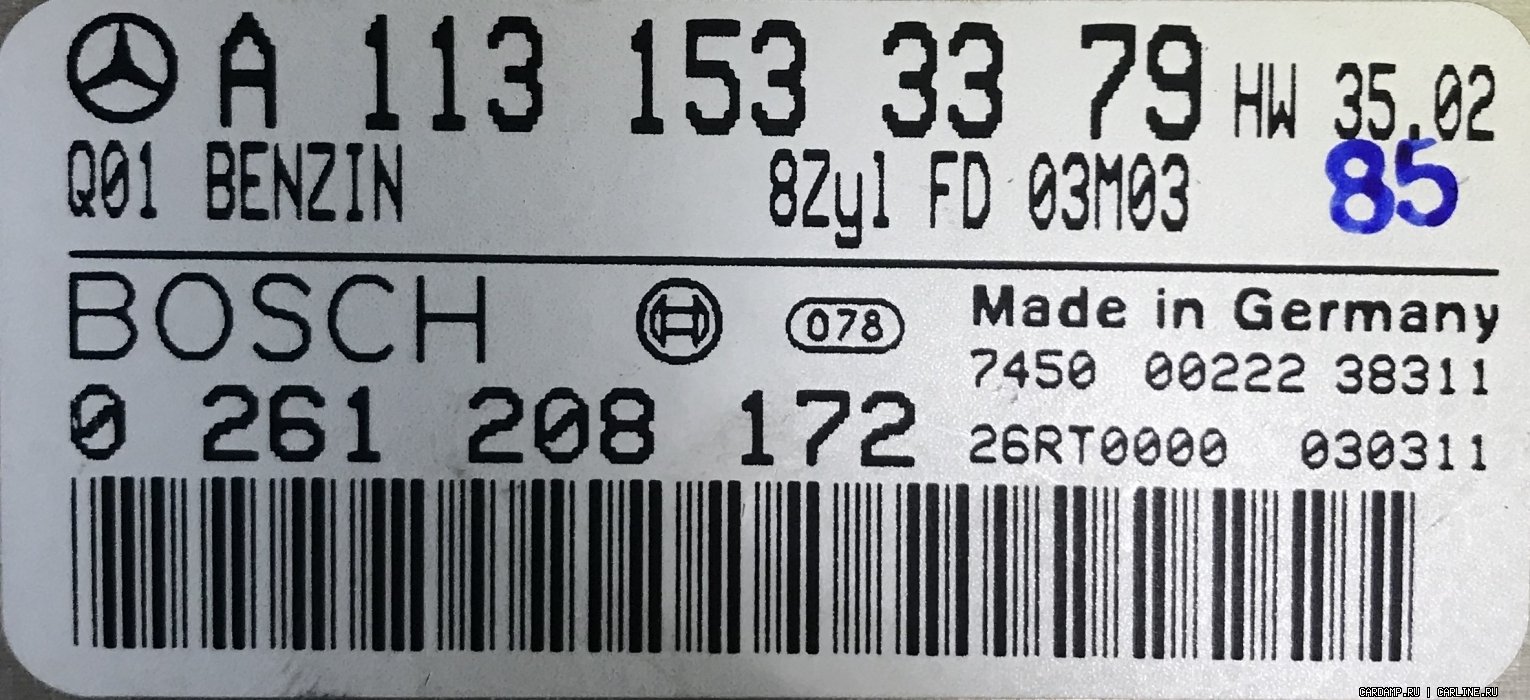 A 113 153 33 79 HW 35.02
Q01 BENZIN 8Zyl FD 03M03 85
BOSCH 078 Made in Germany
7450 00222 38311
0 261 208 172 26RT0000 030311
CARDAMP.RU | CARLINE.RU